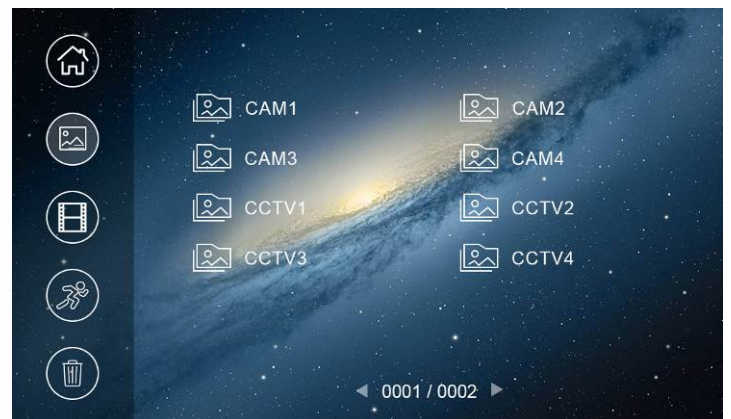 CAM1 CAM2
CAM3 CAM4
CCTV1 CCTV2
CCTV3 CCTV4
0001 / 0002